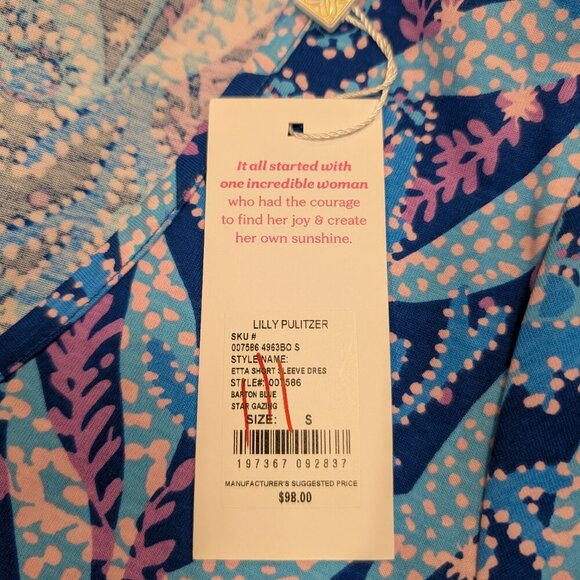 It all started with
one incredible woman
who had the courage
to find her joy & create
her own sunshine.
LILLY PULITZER
SKU #
007586 4963BO S
STYLE NAME:
ETTA SHORT SLEEVE DRES
STYLE#: 007586
BARTON BLUE
STAR GAZING
SIZE: S
197367 092837
MANUFACTURER'S SUGGESTED PRICE
$98.00